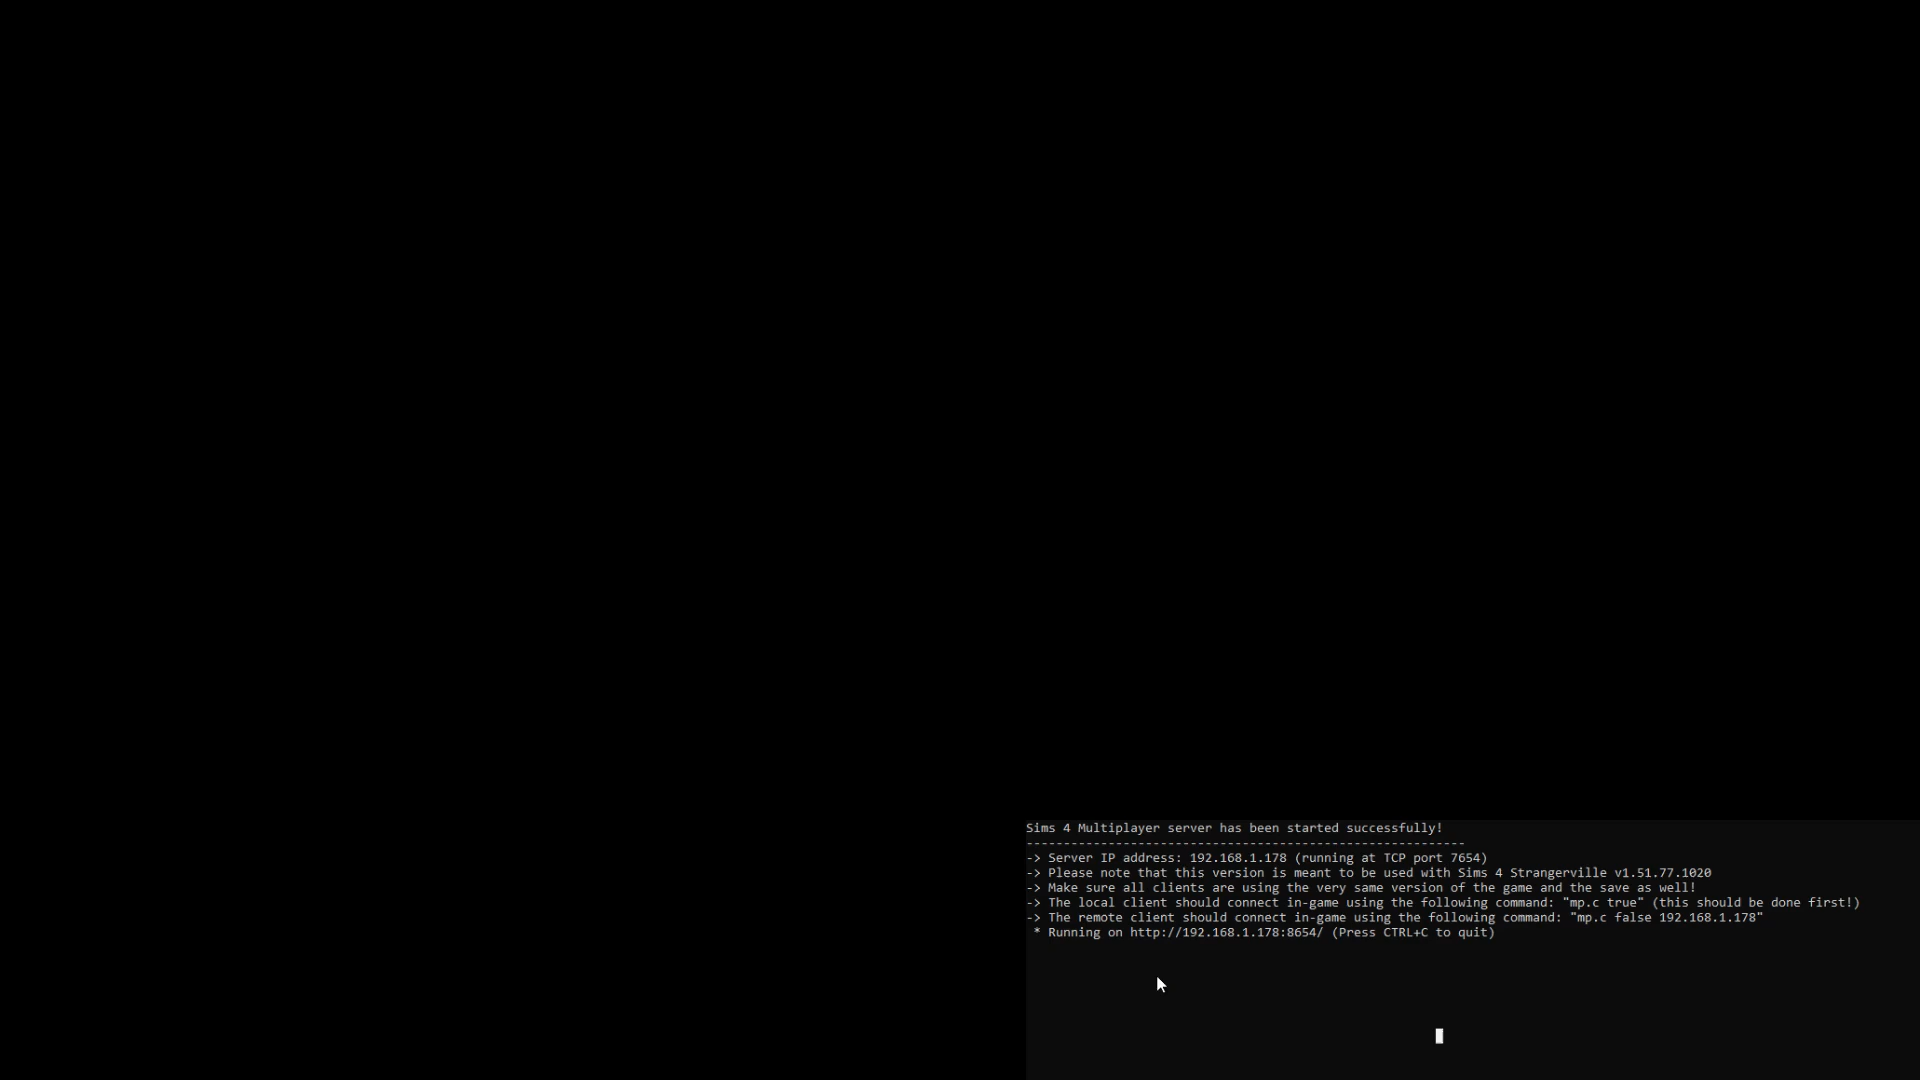 Sims 4 Multiplayer server has been started successfully!
-----------------------------------------------------------
-> Server IP address: 192.168.1.178 (running at TCP port 7654)
-> Please note that this version is meant to be used with Sims 4 Strangerville v1.51.77.1020
-> Make sure all clients are using the very same version of the game and the save as well!
-> The local client should connect in-game using the following command: "mp.c true" (this should be done first!)
-> The remote client should connect in-game using the following command: "mp.c false 192.168.1.178"
 * Running on http://192.168.1.178:8654/ (Press CTRL+C to quit)